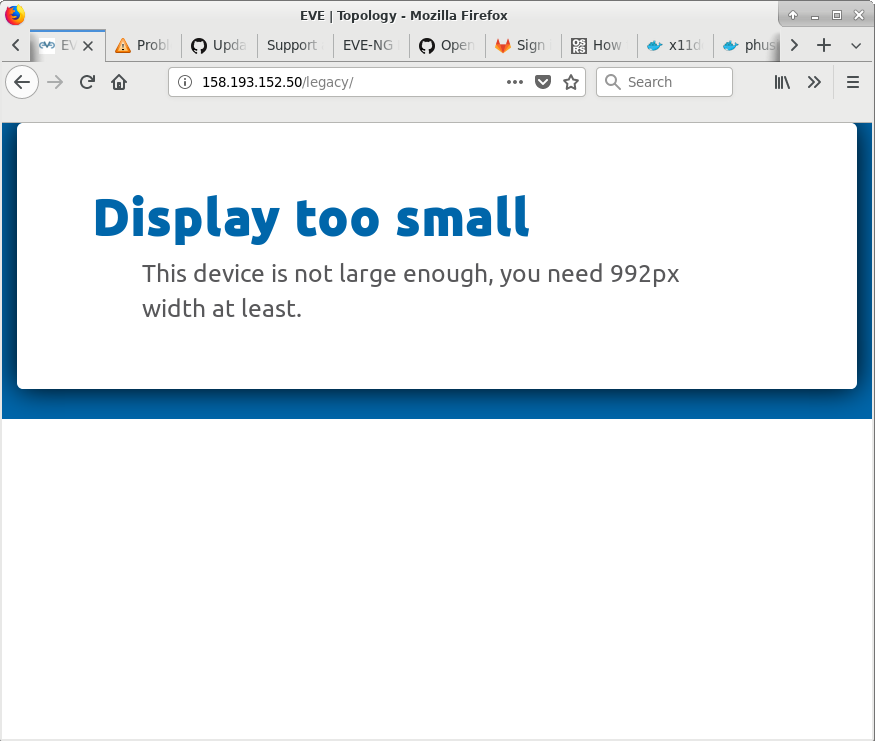 EVE | Topology - Mozilla Firefox
EV Prob Upda Support EVE-NG Open Sign How x11d phus
158.193.152.50/legacy/ Search
Display too small
This device is not large enough, you need 992px
width at least.